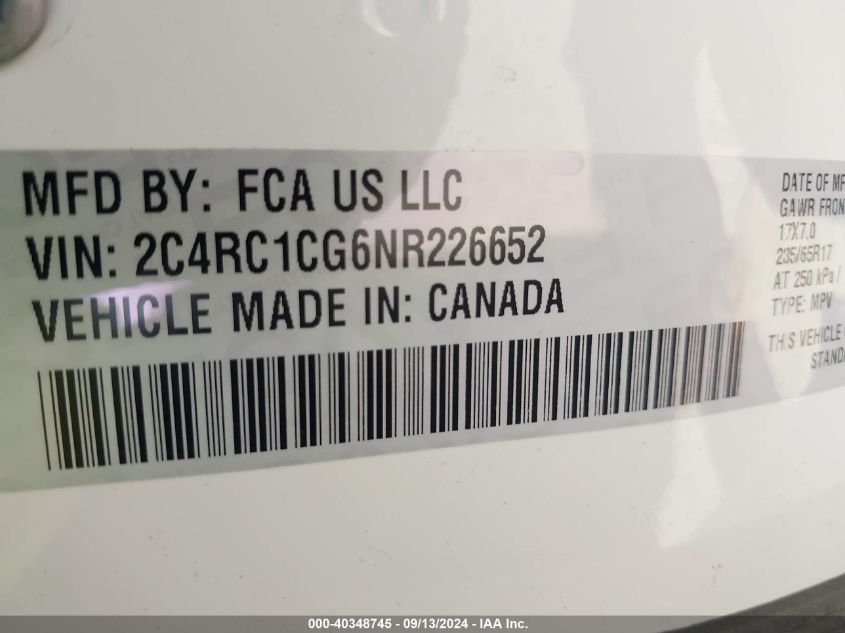 MFD BY: FCA US LLC
VIN: 2C4RC1CG6NR226652
VEHICLE MADE IN: CANADA
DATE OF MF
GAWR FRON
17X7.0
235/65R17
AT 250 kPa /
TYPE: MPV
THIS VEHICLE
STANDA
000-40348745 - 09/13/2024 - IAA Inc.